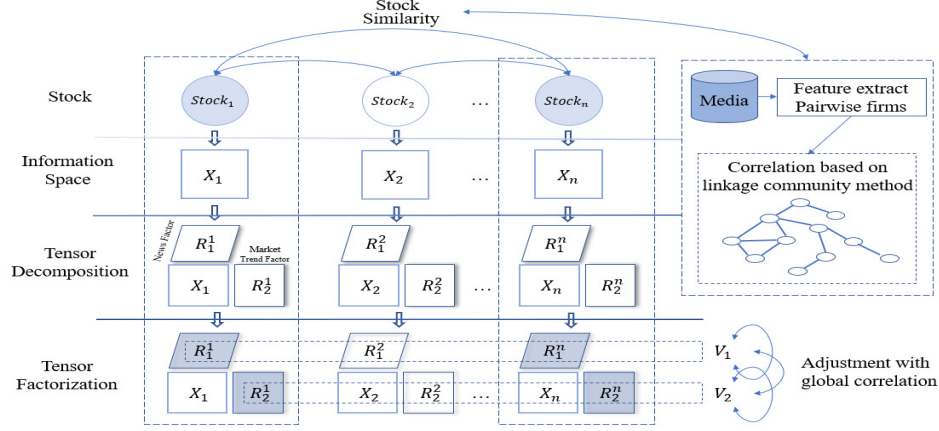 Stock
Similarity
Stock
Stock₁
Stock₂
...
Stockₙ
Media
Feature extract
Pairwise firms
Information
Space
X₁
X₂
...
Xₙ
Correlation based on
linkage community method
Tensor
Decomposition
News Factor
R₁¹
Market
Trend Factor
X₁
R₂¹
R₁²
X₂
R₂²
...
R₁ⁿ
Xₙ
R₂ⁿ
Tensor
Factorization
R₁¹
X₁
R₂¹
R₁²
X₂
R₂²
...
R₁ⁿ
Xₙ
R₂ⁿ
V₁
V₂
Adjustment with
global correlation